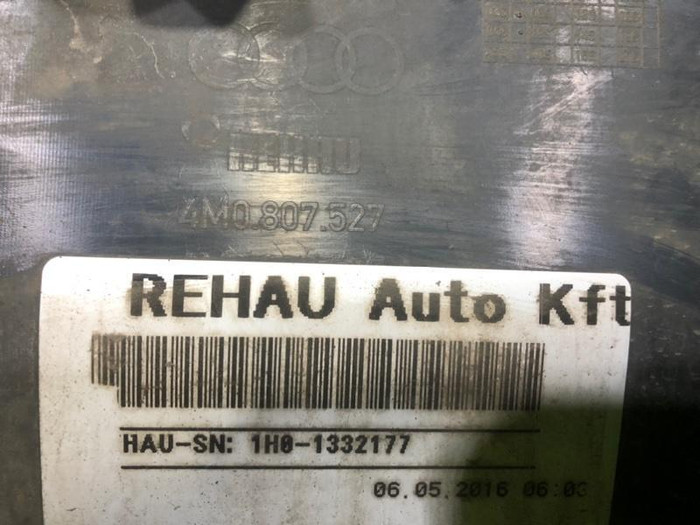 REHAU
4M0.807.527
REHAU Auto Kft
HAU-SN: 1H0-1332177
06.05.2016 06:03